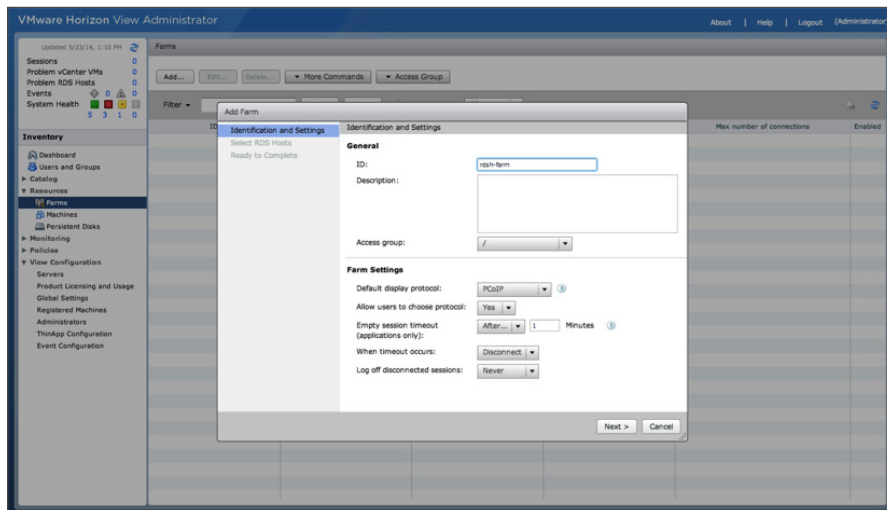 VMware Horizon View Administrator
About | Help | Logout (Administrator)
Updated 5/23/14, 1:10 PM
Sessions 0
Problem vCenter VMs 0
Problem RDS Hosts 0
Events 0 0
System Health
5 3 1 0
Inventory
Dashboard
Users and Groups
Catalog
Resources
Farms
Machines
Persistent Disks
Monitoring
Policies
View Configuration
Servers
Product Licensing and Usage
Global Settings
Registered Machines
Administrators
ThinApp Configuration
Event Configuration
Farms
Add... Edit... Delete... More Commands Access Group
Filter
ID Max number of connections Enabled
Add Farm
Identification and Settings
Select RDS Hosts
Ready to Complete
Identification and Settings
General
ID: rdsh-farm
Description:
Access group: /
Farm Settings
Default display protocol: PCoIP
Allow users to choose protocol: Yes
Empty session timeout After... 1 Minutes
(applications only):
When timeout occurs: Disconnect
Log off disconnected sessions: Never
Next > Cancel